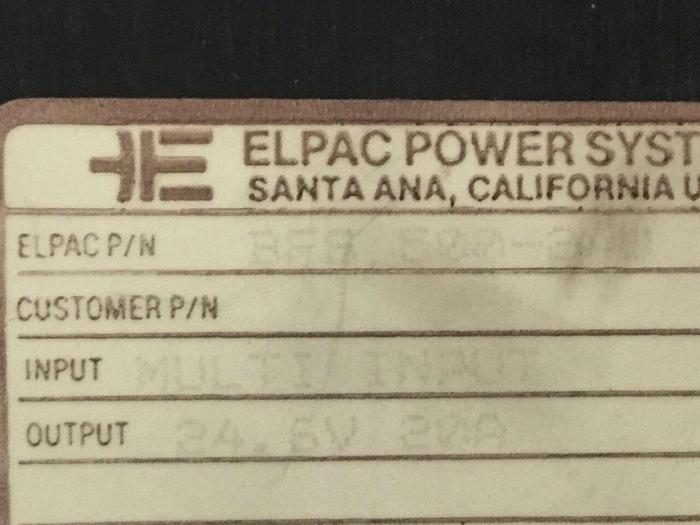 ELPAC POWER SYST
SANTA ANA, CALIFORNIA U
ELPAC P/N
CUSTOMER P/N
INPUT MULTI INPUT
OUTPUT 24.5V 20A